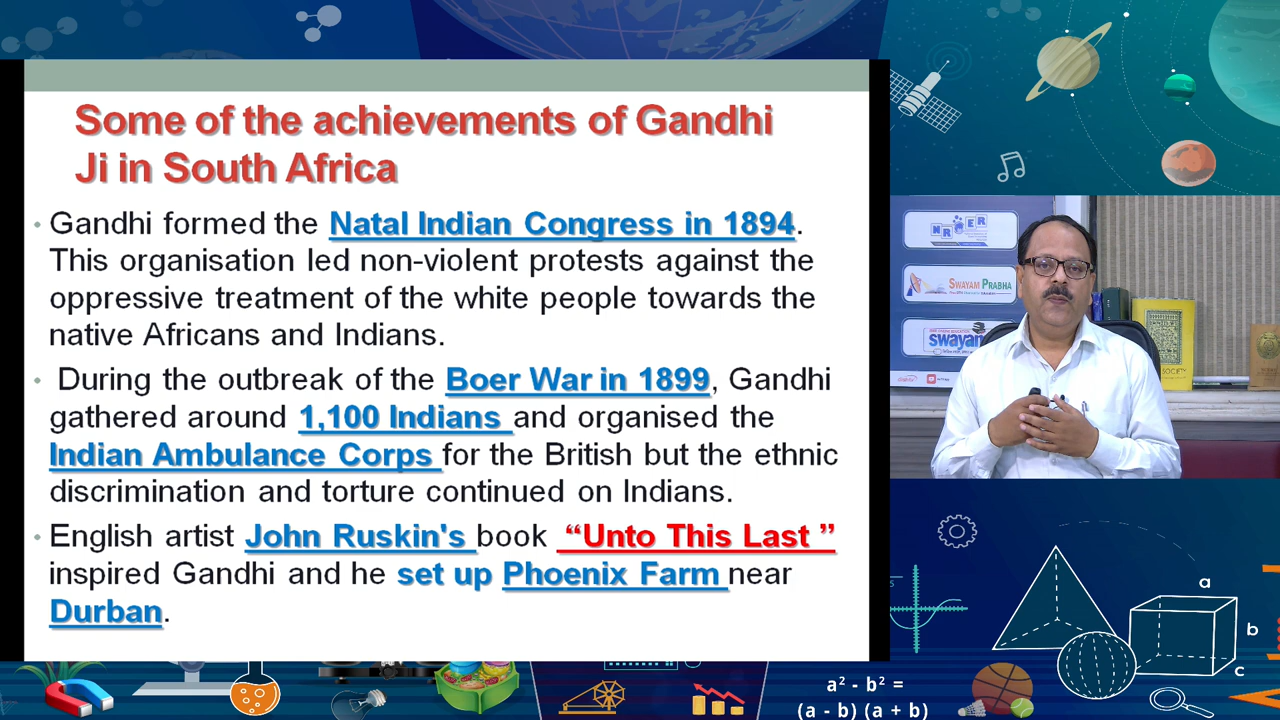 Some of the achievements of Gandhi
Ji in South Africa
• Gandhi formed the Natal Indian Congress in 1894.
This organisation led non-violent protests against the
oppressive treatment of the white people towards the
native Africans and Indians.
• During the outbreak of the Boer War in 1899, Gandhi
gathered around 1,100 Indians and organised the
Indian Ambulance Corps for the British but the ethnic
discrimination and torture continued on Indians.
• English artist John Ruskin's book “Unto This Last ”
inspired Gandhi and he set up Phoenix Farm near
Durban.
SWAYAM PRABHA
swayam
SOCIETY
a
b
c
a² - b² =
(a - b) (a + b)